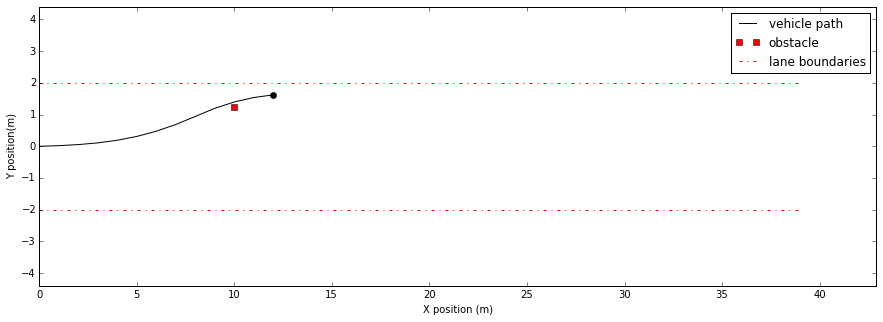 vehicle path
obstacle
lane boundaries
4
3
2
1
0
−1
−2
−3
−4
Y position(m)
0 5 10 15 20 25 30 35 40
X position (m)